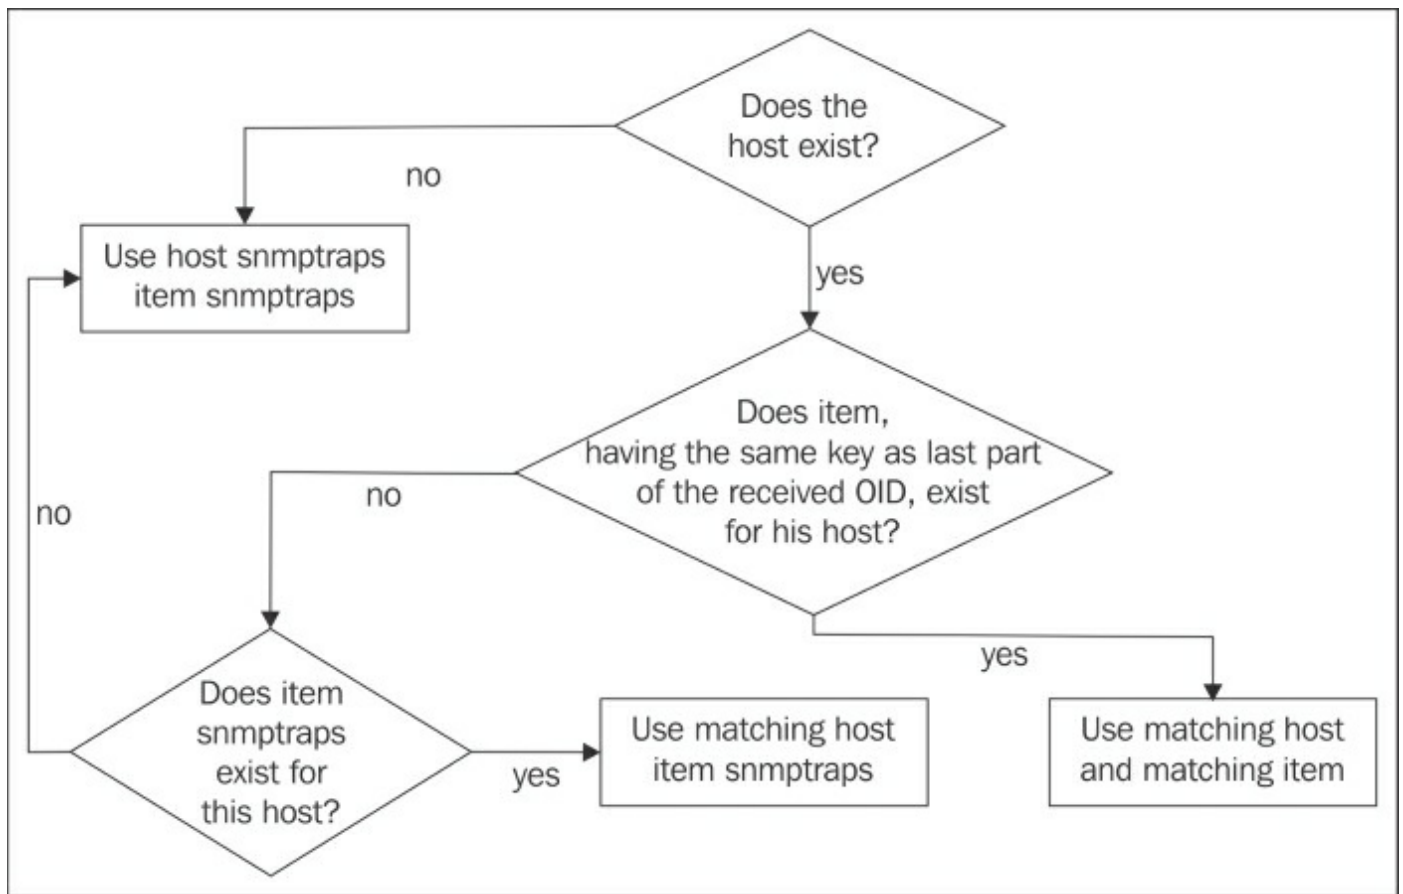 Does the
host exist?
no
Use host snmptraps
item snmptraps
yes
Does item,
having the same key as last part
of the received OID, exist
for his host?
no
no
yes
Does item
snmptraps
exist for
this host?
yes
Use matching host
item snmptraps
Use matching host
and matching item